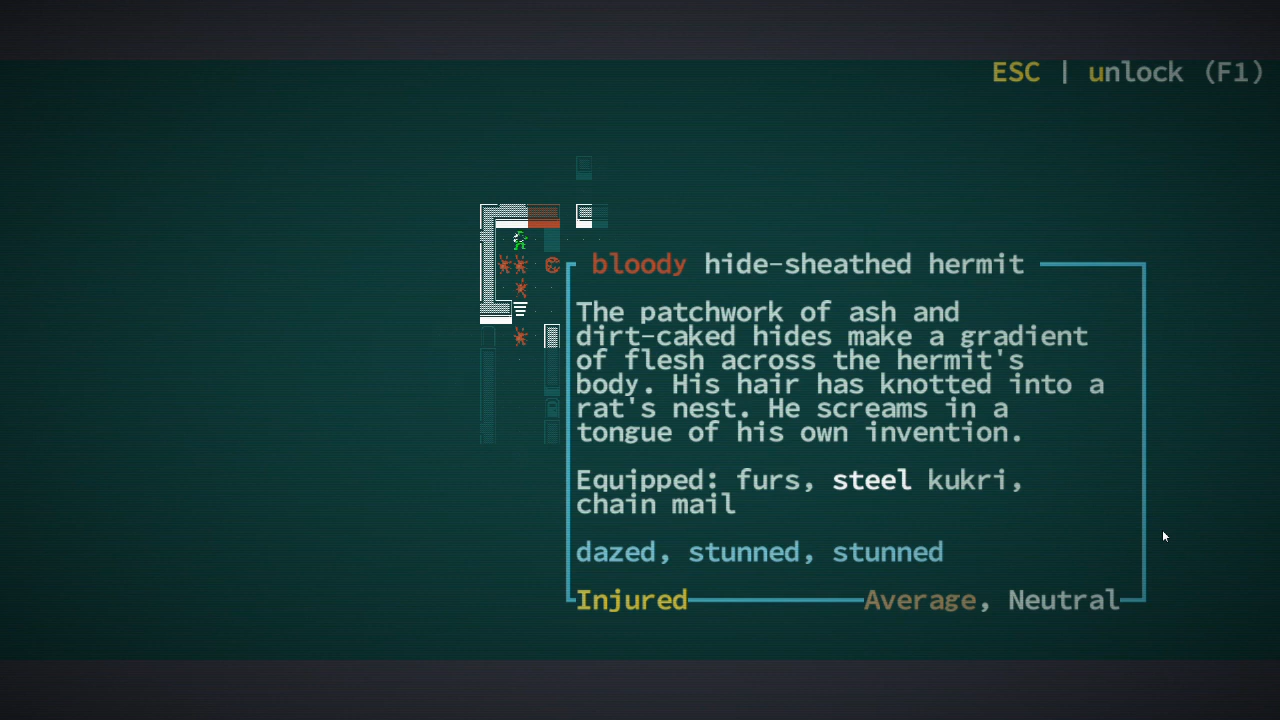 ESC | unlock (F1)
bloody hide-sheathed hermit
The patchwork of ash and
dirt-caked hides make a gradient
of flesh across the hermit's
body. His hair has knotted into a
rat's nest. He screams in a
tongue of his own invention.
Equipped: furs, steel kukri,
chain mail
dazed, stunned, stunned
Injured Average, Neutral